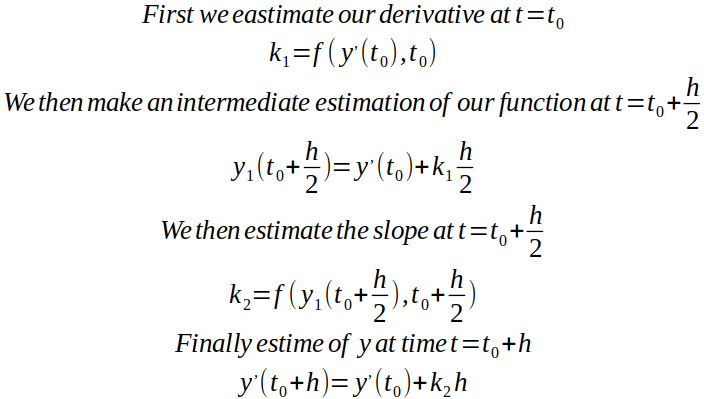 First we eastimate our derivative at t=t₀
k₁=f(y’(t₀),t₀)
We then make an intermediate estimation of our function at t=t₀+h/2
y₁(t₀+h/2)=y’(t₀)+k₁ h/2
We then estimate the slope at t=t₀+h/2
k₂=f(y₁(t₀+h/2),t₀+h/2)
Finally estime of y at time t=t₀+h
y’(t₀+h)=y’(t₀)+k₂h